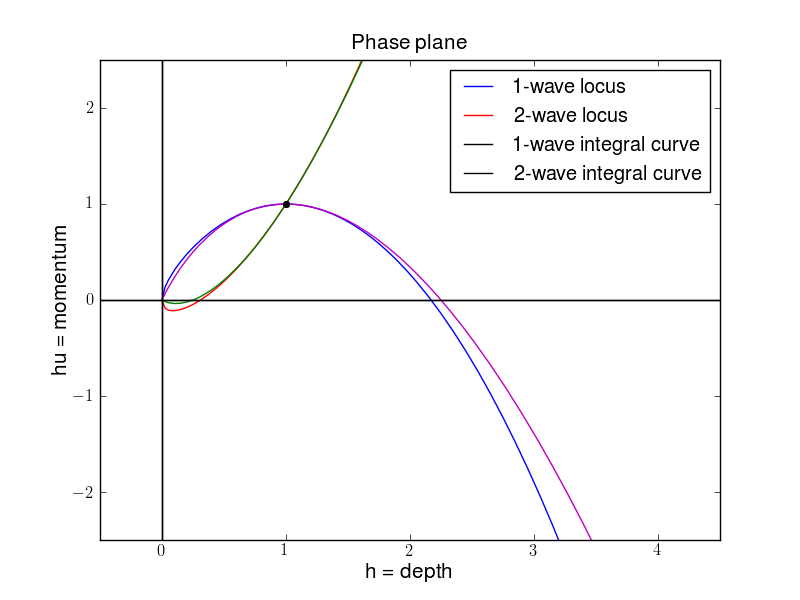 Phase plane
1-wave locus
2-wave locus
1-wave integral curve
2-wave integral curve
hu = momentum
2
1
0
−1
−2
0 1 2 3 4
h = depth